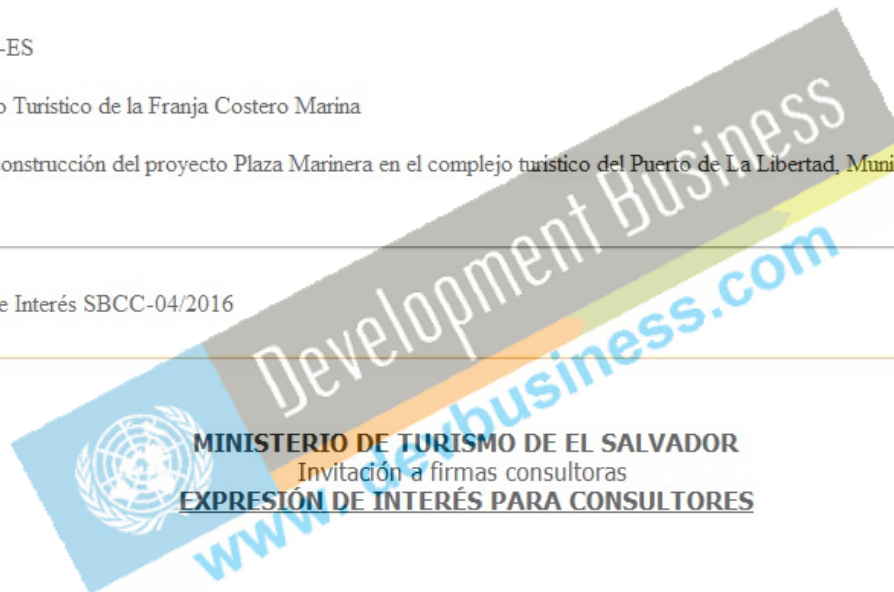 -ES
o Turistico de la Franja Costero Marina
onstrucción del proyecto Plaza Marinera en el complejo turistico del Puerto de La Libertad, Muni
e Interés SBCC-04/2016
Development Business
www.devbusiness.com
MINISTERIO DE TURISMO DE EL SALVADOR
Invitación a firmas consultoras
EXPRESIÓN DE INTERÉS PARA CONSULTORES